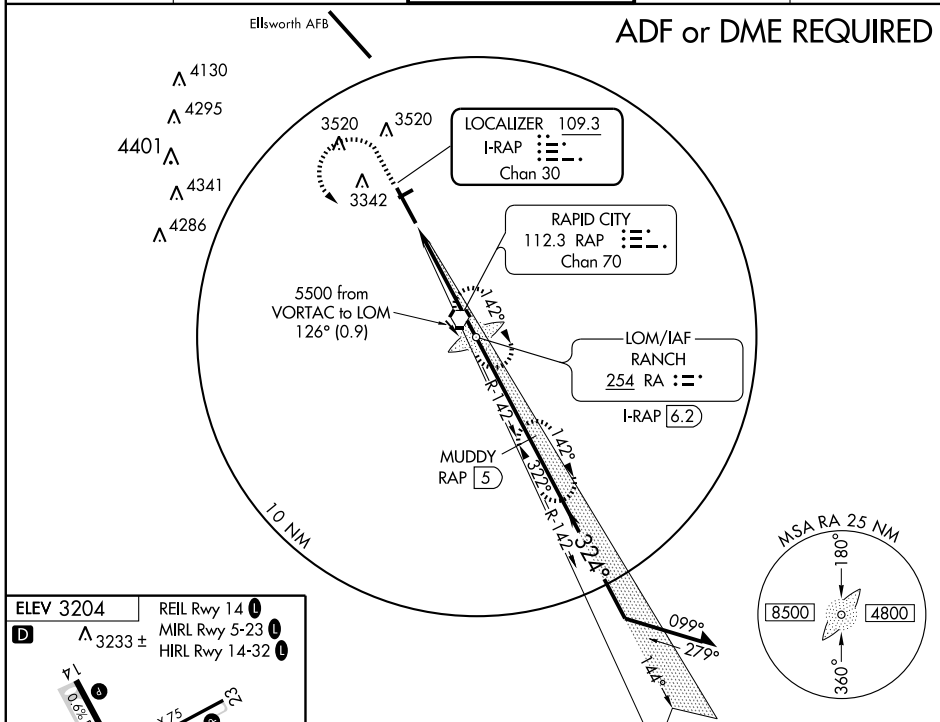 ADF or DME REQUIRED
Ellsworth AFB
4130
4295
4401
4341
4286
3520
3520
3342
LOCALIZER 109.3
I-RAP
Chan 30
RAPID CITY
112.3 RAP
Chan 70
5500 from
VORTAC to LOM
126° (0.9)
142°
LOM/IAF
RANCH
254 RA
I-RAP 6.2
R-142
MUDDY
RAP 5
142°
322°
R-142
324°
10 NM
099°
279°
144°
MSA RA 25 NM
180°
8500
4800
360°
ELEV 3204
D
3233 ±
REIL Rwy 14 L
MIRL Rwy 5-23 L
HIRL Rwy 14-32 L
14
P
0.6%
X 75
23